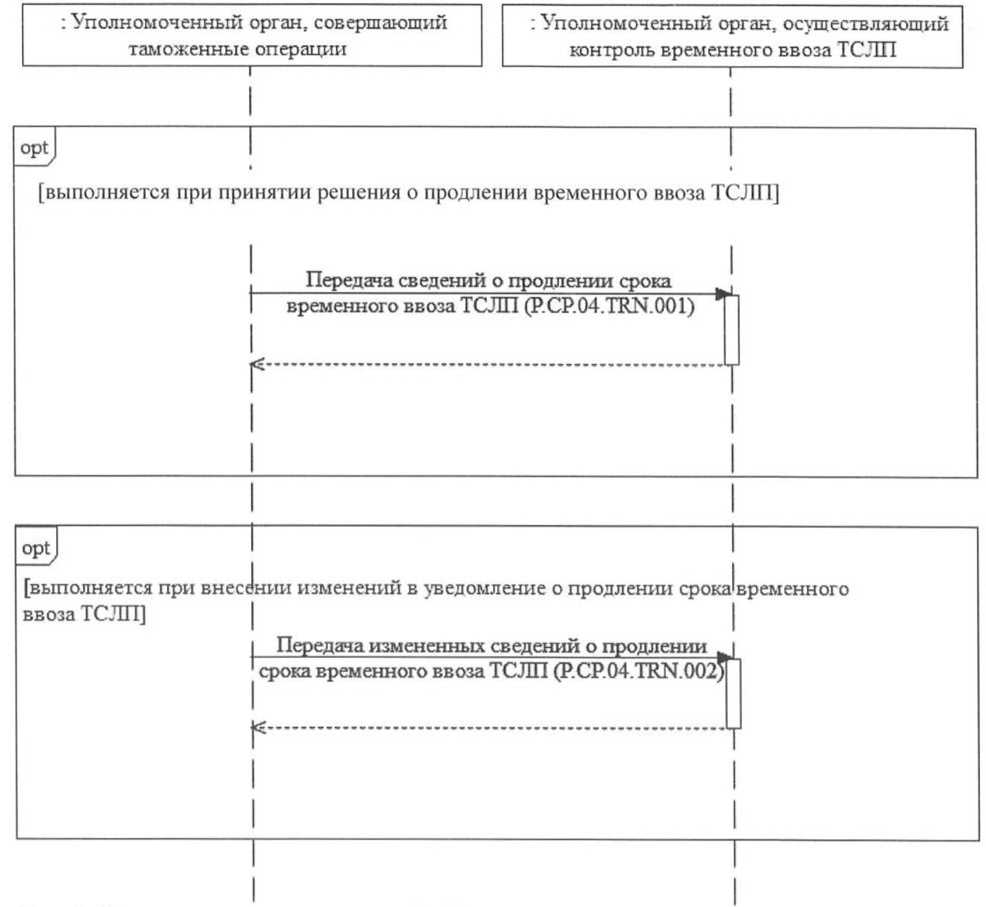 : Уполномоченный орган, совершающий
таможенные операции
: Уполномоченный орган, осуществляющий
контроль временного ввоза ТСЛП
opt
[выполняется при принятии решения о продлении временного ввоза ТСЛП]
Передача сведений о продлении срока
временного ввоза ТСЛП (P.CP.04.TRN.001)
opt
[выполняется при внесении изменений в уведомление о продлении срока временного
ввоза ТСЛП]
Передача измененных сведений о продлении
срока временного ввоза ТСЛП (P.CP.04.TRN.002)